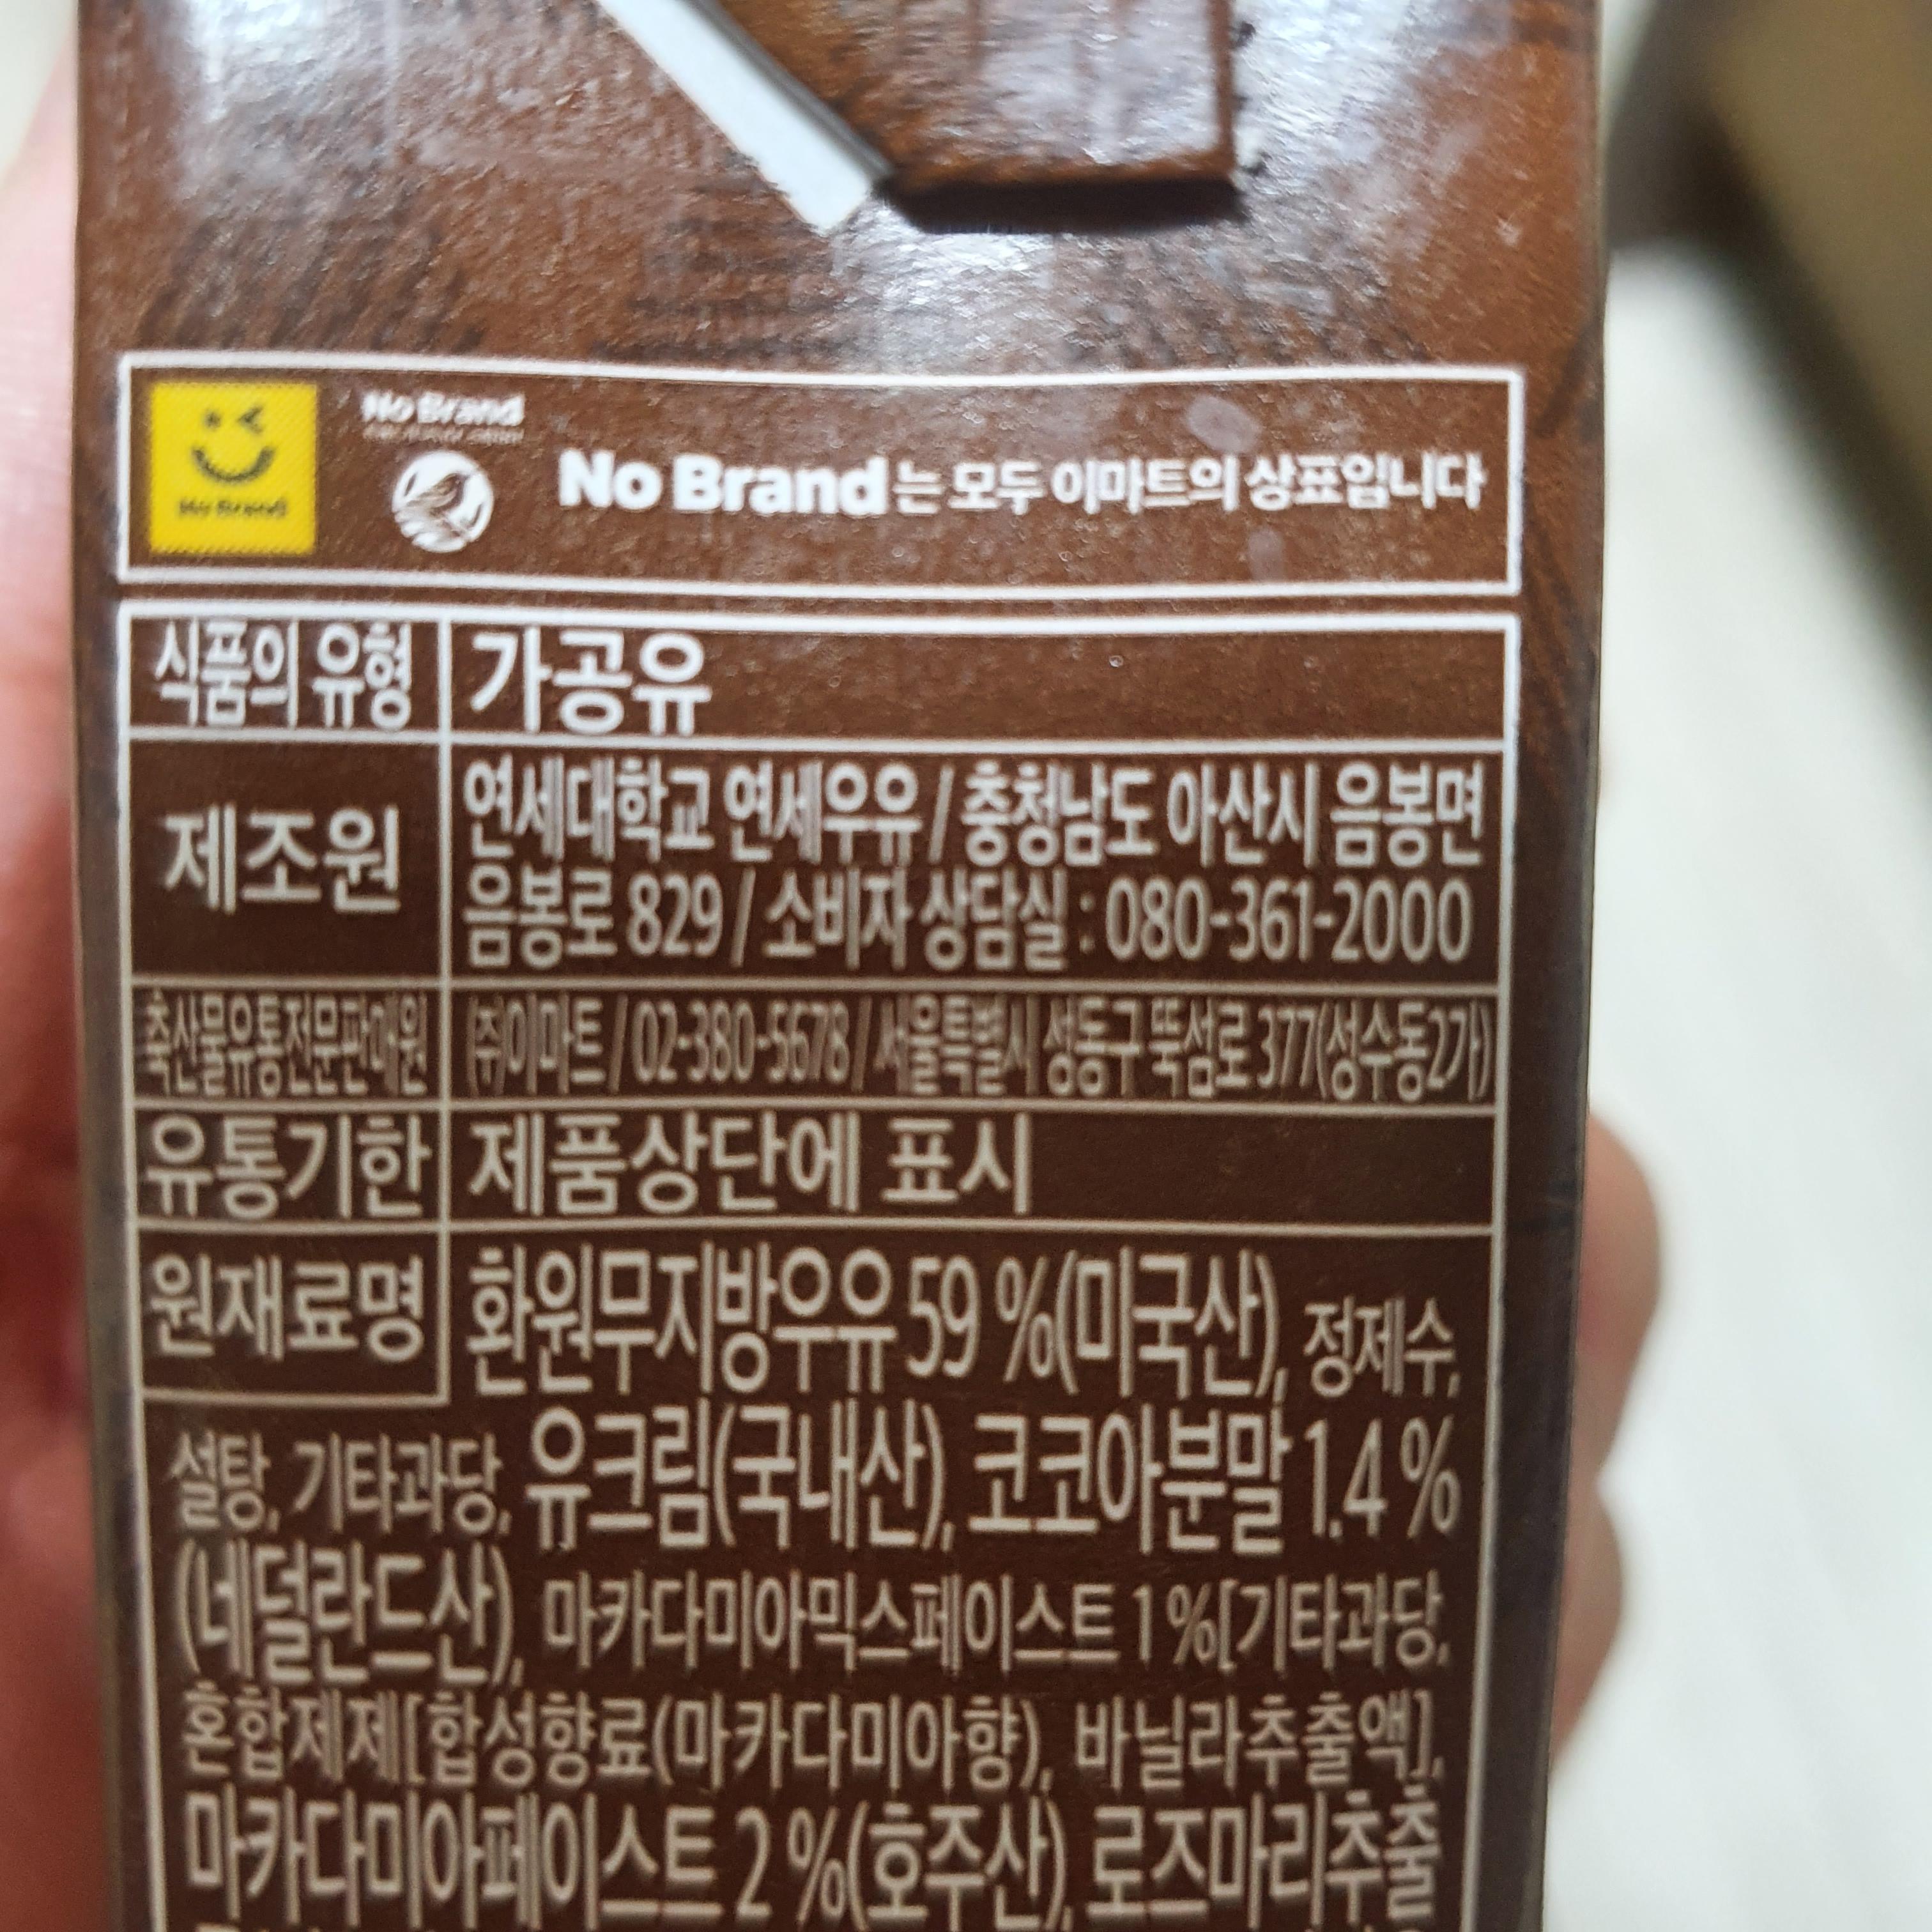 No Brand
No Brand
No Brand는 모두 이마트의 상표입니다
식품의 유형 가공유
제조원 연세대학교 연세우유 / 충청남도 아산시 음봉면
음봉로 829 / 소비자 상담실 : 080-361-2000
축산물유통전문판매원 (주)이마트 / 02-380-5678 / 서울특별시 성동구 뚝섬로 377(성수동2가)
유통기한 제품상단에 표시
원재료명 환원무지방우유 59 %(미국산), 정제수,
설탕, 기타과당, 유크림(국내산), 코코아분말 1.4 %
(네덜란드산), 마카다미아믹스페이스트 1 %[기타과당,
혼합제제[합성향료(마카다미아향), 바닐라추출액],
마카다미아페이스트 2 %(호주산), 로즈마리추출